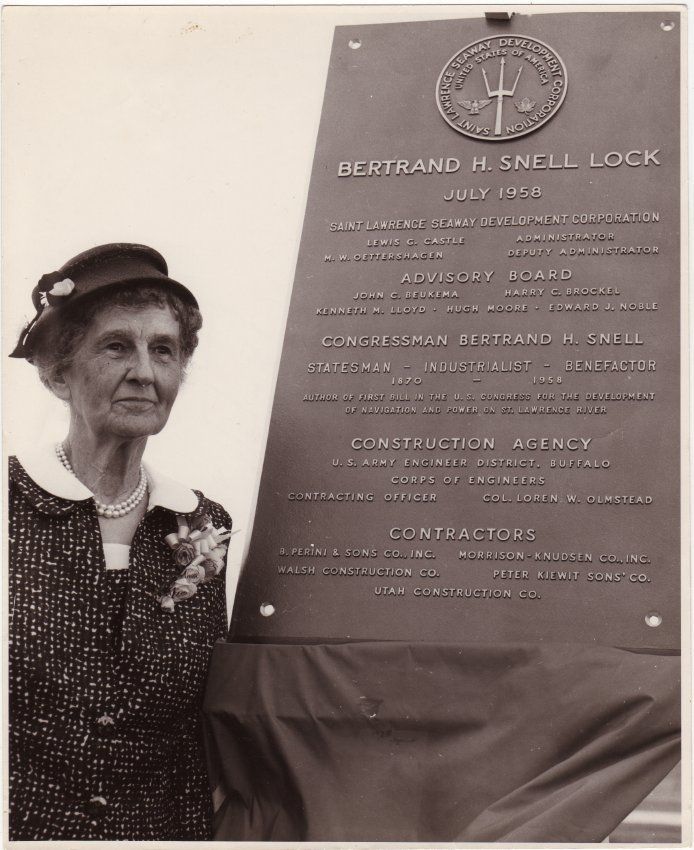 SAINT LAWRENCE SEAWAY DEVELOPMENT CORPORATION
UNITED STATES OF AMERICA
BERTRAND H. SNELL LOCK
JULY 1958
SAINT LAWRENCE SEAWAY DEVELOPMENT CORPORATION
LEWIS G. CASTLE ADMINISTRATOR
M. W. OETTERSHAGEN DEPUTY ADMINISTRATOR
ADVISORY BOARD
JOHN C. BEUKEMA HARRY C. BROCKEL
KENNETH M. LLOYD · HUGH MOORE · EDWARD J. NOBLE
CONGRESSMAN BERTRAND H. SNELL
STATESMAN – INDUSTRIALIST – BENEFACTOR
1870 – 1958
AUTHOR OF FIRST BILL IN THE U.S. CONGRESS FOR THE DEVELOPMENT
OF NAVIGATION AND POWER ON ST. LAWRENCE RIVER
CONSTRUCTION AGENCY
U.S. ARMY ENGINEER DISTRICT, BUFFALO
CORPS OF ENGINEERS
CONTRACTING OFFICER COL. LOREN W. OLMSTEAD
CONTRACTORS
B. PERINI & SONS CO., INC. MORRISON-KNUDSEN CO., INC.
WALSH CONSTRUCTION CO. PETER KIEWIT SONS' CO.
UTAH CONSTRUCTION CO.